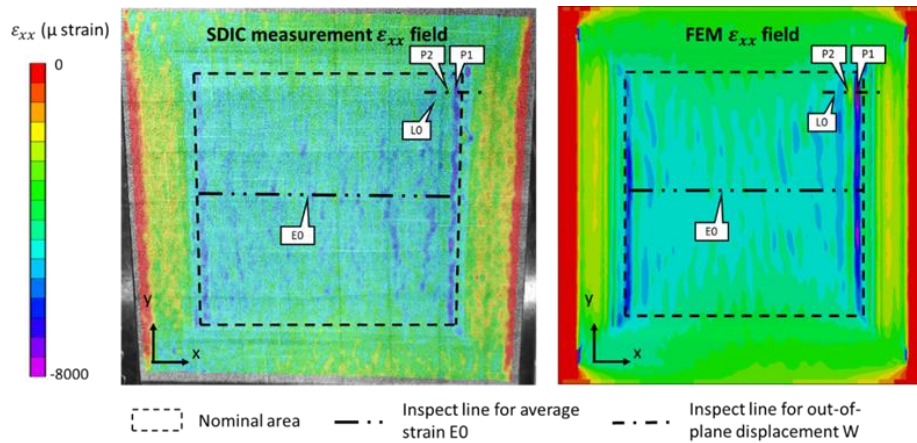 ε_xx (μ strain)
0
-8000
SDIC measurement ε_xx field
P2
P1
L0
E0
y
x
FEM ε_xx field
P2
P1
L0
E0
y
x
Nominal area
Inspect line for average
strain E0
Inspect line for out-of-
plane displacement W